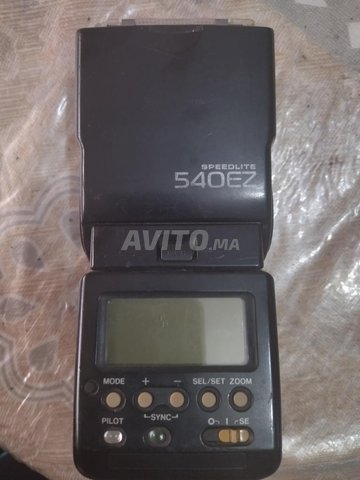 SPEEDLITE
540EZ
AVITO.MA
MODE + − SEL/SET ZOOM
SYNC
PILOT O I SE